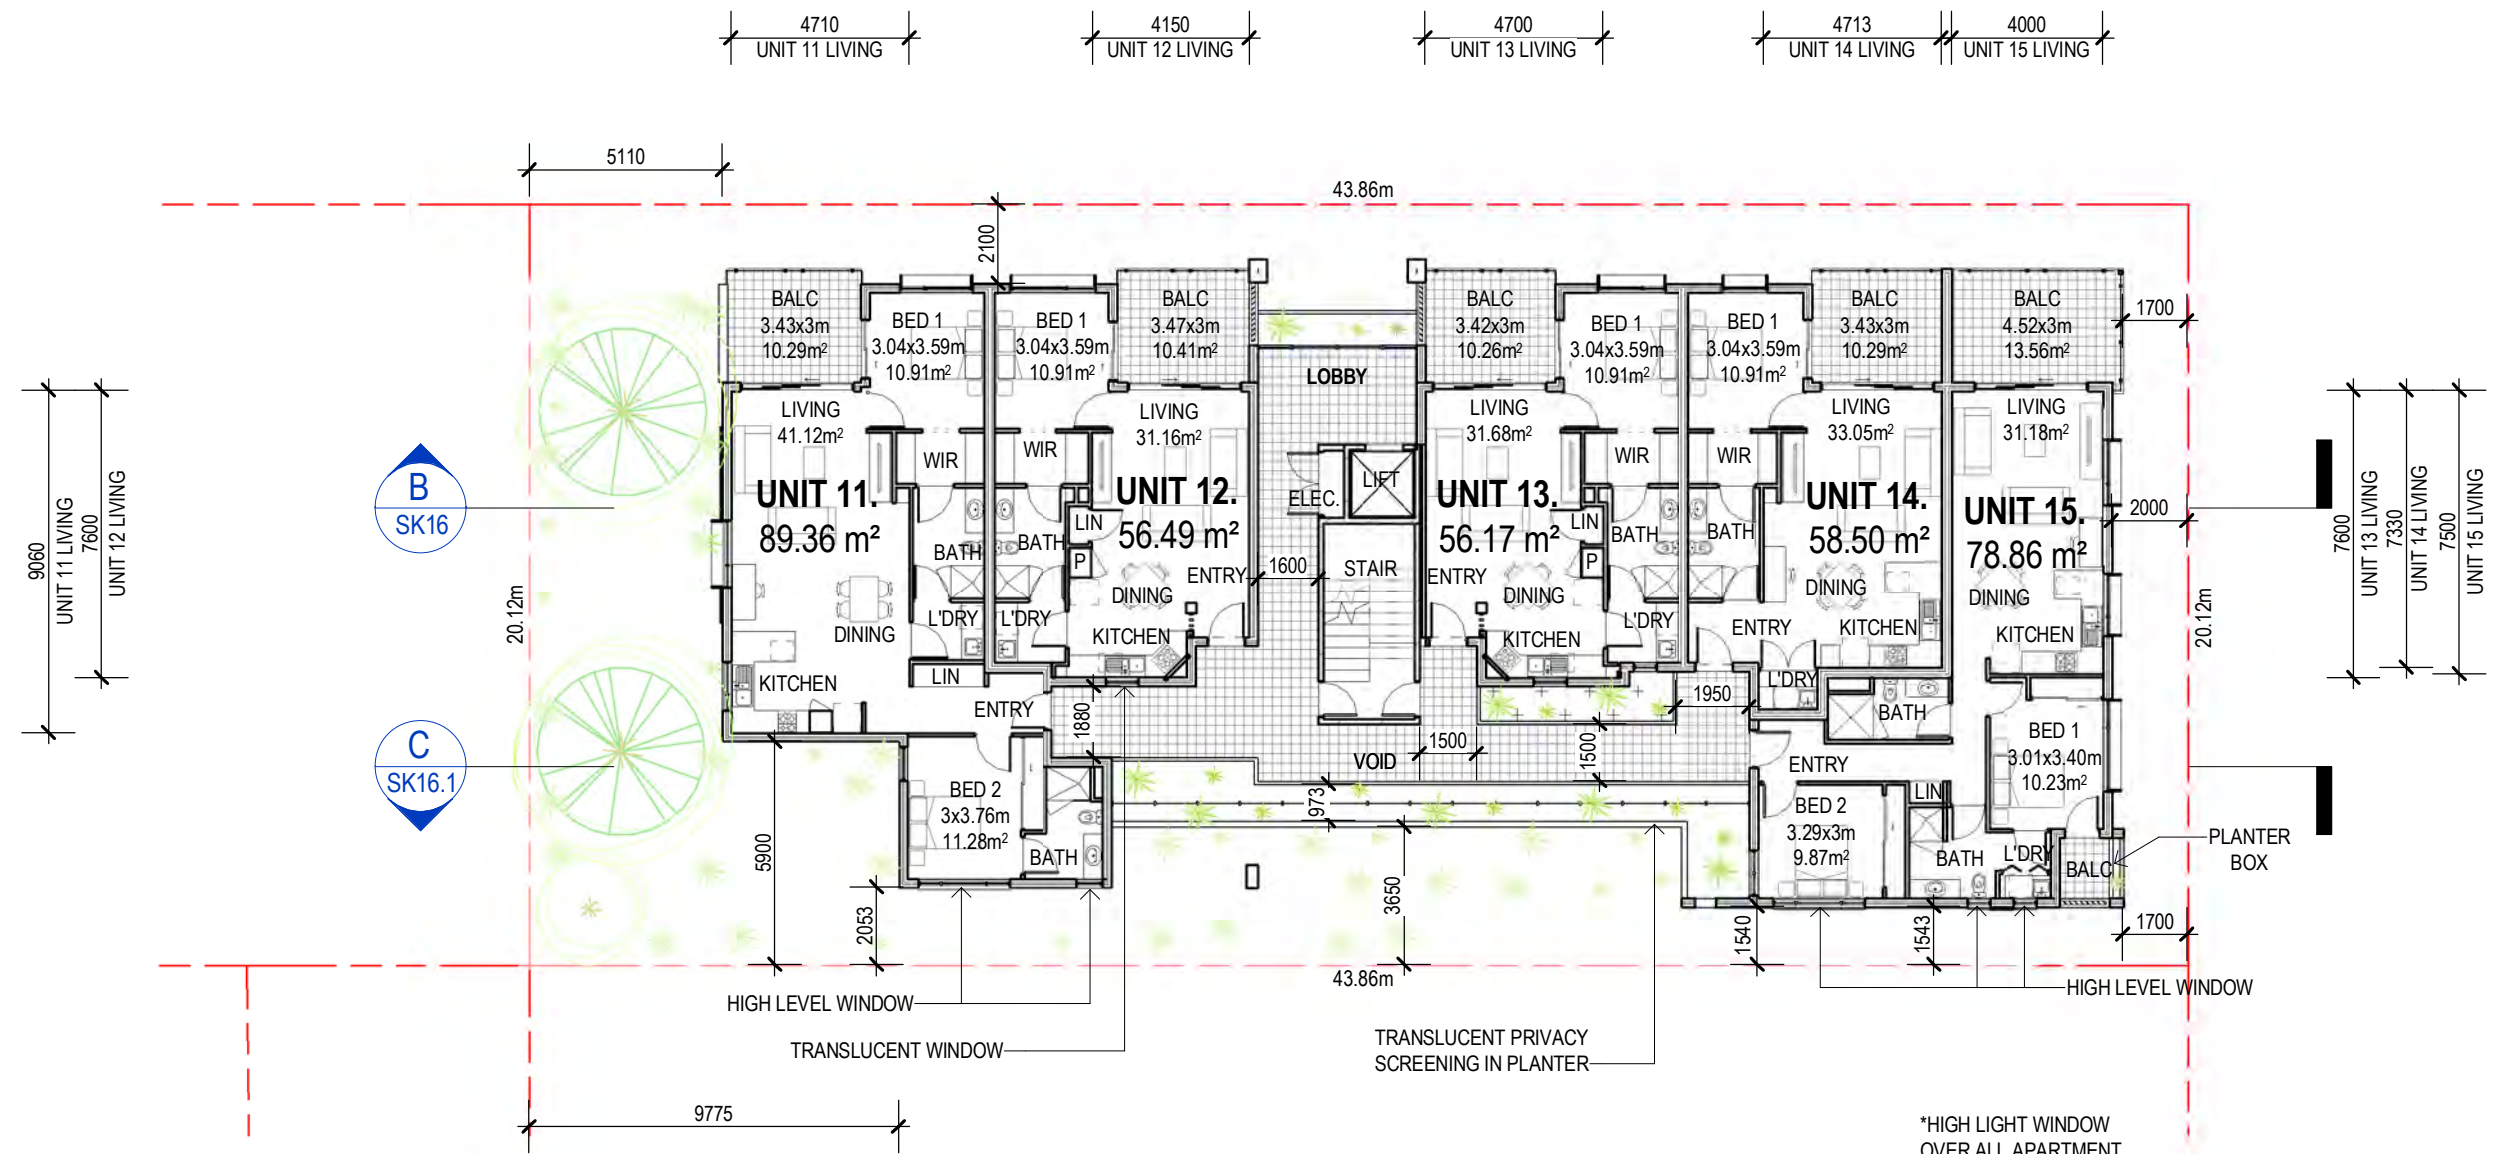 4710
UNIT 11 LIVING
4150
UNIT 12 LIVING
4700
UNIT 13 LIVING
4713
UNIT 14 LIVING
4000
UNIT 15 LIVING
5110
43.86m
2100
BALC
3.43x3m
10.29m²
BED 1
3.04x3.59m
10.91m²
BED 1
3.04x3.59m
10.91m²
BALC
3.47x3m
10.41m²
LOBBY
BALC
3.42x3m
10.26m²
BED 1
3.04x3.59m
10.91m²
BED 1
3.04x3.59m
10.91m²
BALC
3.43x3m
10.29m²
BALC
4.52x3m
13.56m²
1700
9060
UNIT 11 LIVING
7600
UNIT 12 LIVING
B
SK16
C
SK16.1
20.12m
LIVING
41.12m²
WIR
UNIT 11.
89.36 m²
BATH
L'DRY
DINING
KITCHEN
LIN
ENTRY
BED 2
3x3.76m
11.28m²
BATH
LIVING
31.16m²
WIR
UNIT 12.
56.49 m²
LIN
BATH
P
L'DRY
DINING
KITCHEN
ENTRY
ELEC.
LIFT
STAIR
1600
1880
VOID
1500
973
1500
1950
LIVING
31.68m²
WIR
UNIT 13.
56.17 m²
LIN
BATH
P
L'DRY
ENTRY
DINING
KITCHEN
LIVING
33.05m²
WIR
UNIT 14.
58.50 m²
BATH
DINING
ENTRY
KITCHEN
L'DRY
LIVING
31.18m²
UNIT 15.
78.86 m²
DINING
KITCHEN
BATH
BED 1
3.01x3.40m
10.23m²
ENTRY
LIN
BED 2
3.29x3m
9.87m²
BATH
L'DRY
BALC
2000
20.12m
7600
UNIT 13 LIVING
7330
UNIT 14 LIVING
7500
UNIT 15 LIVING
PLANTER
BOX
5900
2053
3650
1540
1543
1700
43.86m
HIGH LEVEL WINDOW
HIGH LEVEL WINDOW
TRANSLUCENT WINDOW
TRANSLUCENT PRIVACY
SCREENING IN PLANTER
9775
*HIGH LIGHT WINDOW
OVER ALL APARTMENT